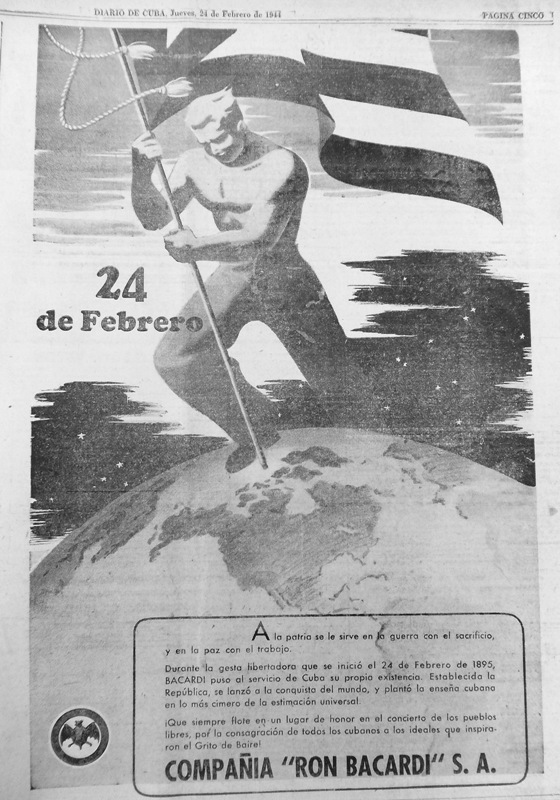 DIARIO DE CUBA. Jueves, 24 de Febrero de 1944
PAGINA CINCO
24
de Febrero
A la patria se le sirve en la guerra con el sacrificio,
y en la paz con el trabajo.
Durante la gesta libertadora que se inició el 24 de Febrero de 1895,
BACARDI puso al servicio de Cuba su propia existencia. Establecida la
República, se lanzó a la conquista del mundo, y plantó la enseña cubana
en lo más cimero de la estimación universal.
¡Que siempre flote en un lugar de honor en el concierto de los pueblos
libres, por la consagración de todos los cubanos a los ideales que inspira-
ron el Grito de Baire!
COMPAÑIA "RON BACARDI" S. A.